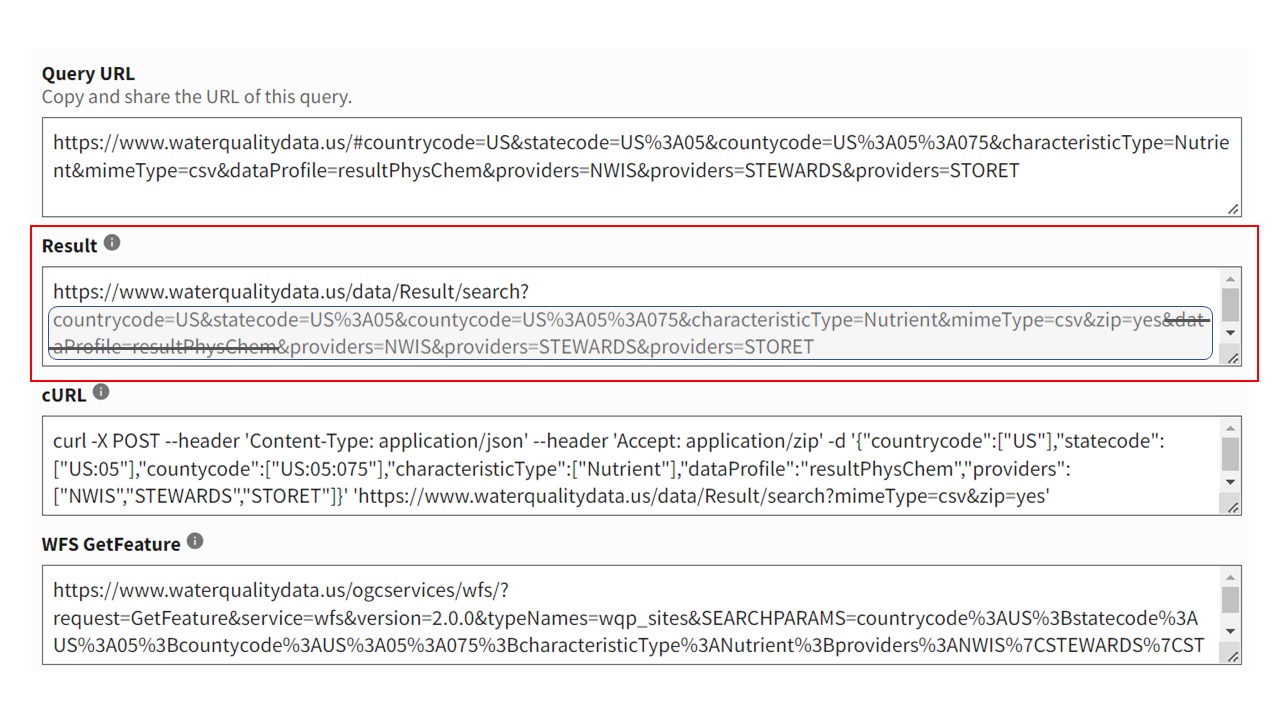 Query URL
Copy and share the URL of this query.
https://www.waterqualitydata.us/#countrycode=US&statecode=US%3A05&countycode=US%3A05%3A075&characteristicType=Nutrie
nt&mimeType=csv&dataProfile=resultPhysChem&providers=NWIS&providers=STEWARDS&providers=STORET
Result
https://www.waterqualitydata.us/data/Result/search?
countrycode=US&statecode=US%3A05&countycode=US%3A05%3A075&characteristicType=Nutrient&mimeType=csv&zip=yes&dat
aProfile=resultPhysChem&providers=NWIS&providers=STEWARDS&providers=STORET
cURL
curl -X POST --header 'Content-Type: application/json' --header 'Accept: application/zip' -d '{"countrycode":["US"],"statecode":
["US:05"],"countycode":["US:05:075"],"characteristicType":["Nutrient"],"dataProfile":"resultPhysChem","providers":
["NWIS","STEWARDS","STORET"]}' 'https://www.waterqualitydata.us/data/Result/search?mimeType=csv&zip=yes'
WFS GetFeature
https://www.waterqualitydata.us/ogcservices/wfs/?
request=GetFeature&service=wfs&version=2.0.0&typeNames=wqp_sites&SEARCHPARAMS=countrycode%3AUS%3Bstatecode%3A
US%3A05%3Bcountycode%3AUS%3A05%3A075%3BcharacteristicType%3ANutrient%3Bproviders%3ANWIS%7CSTEWARDS%7CST